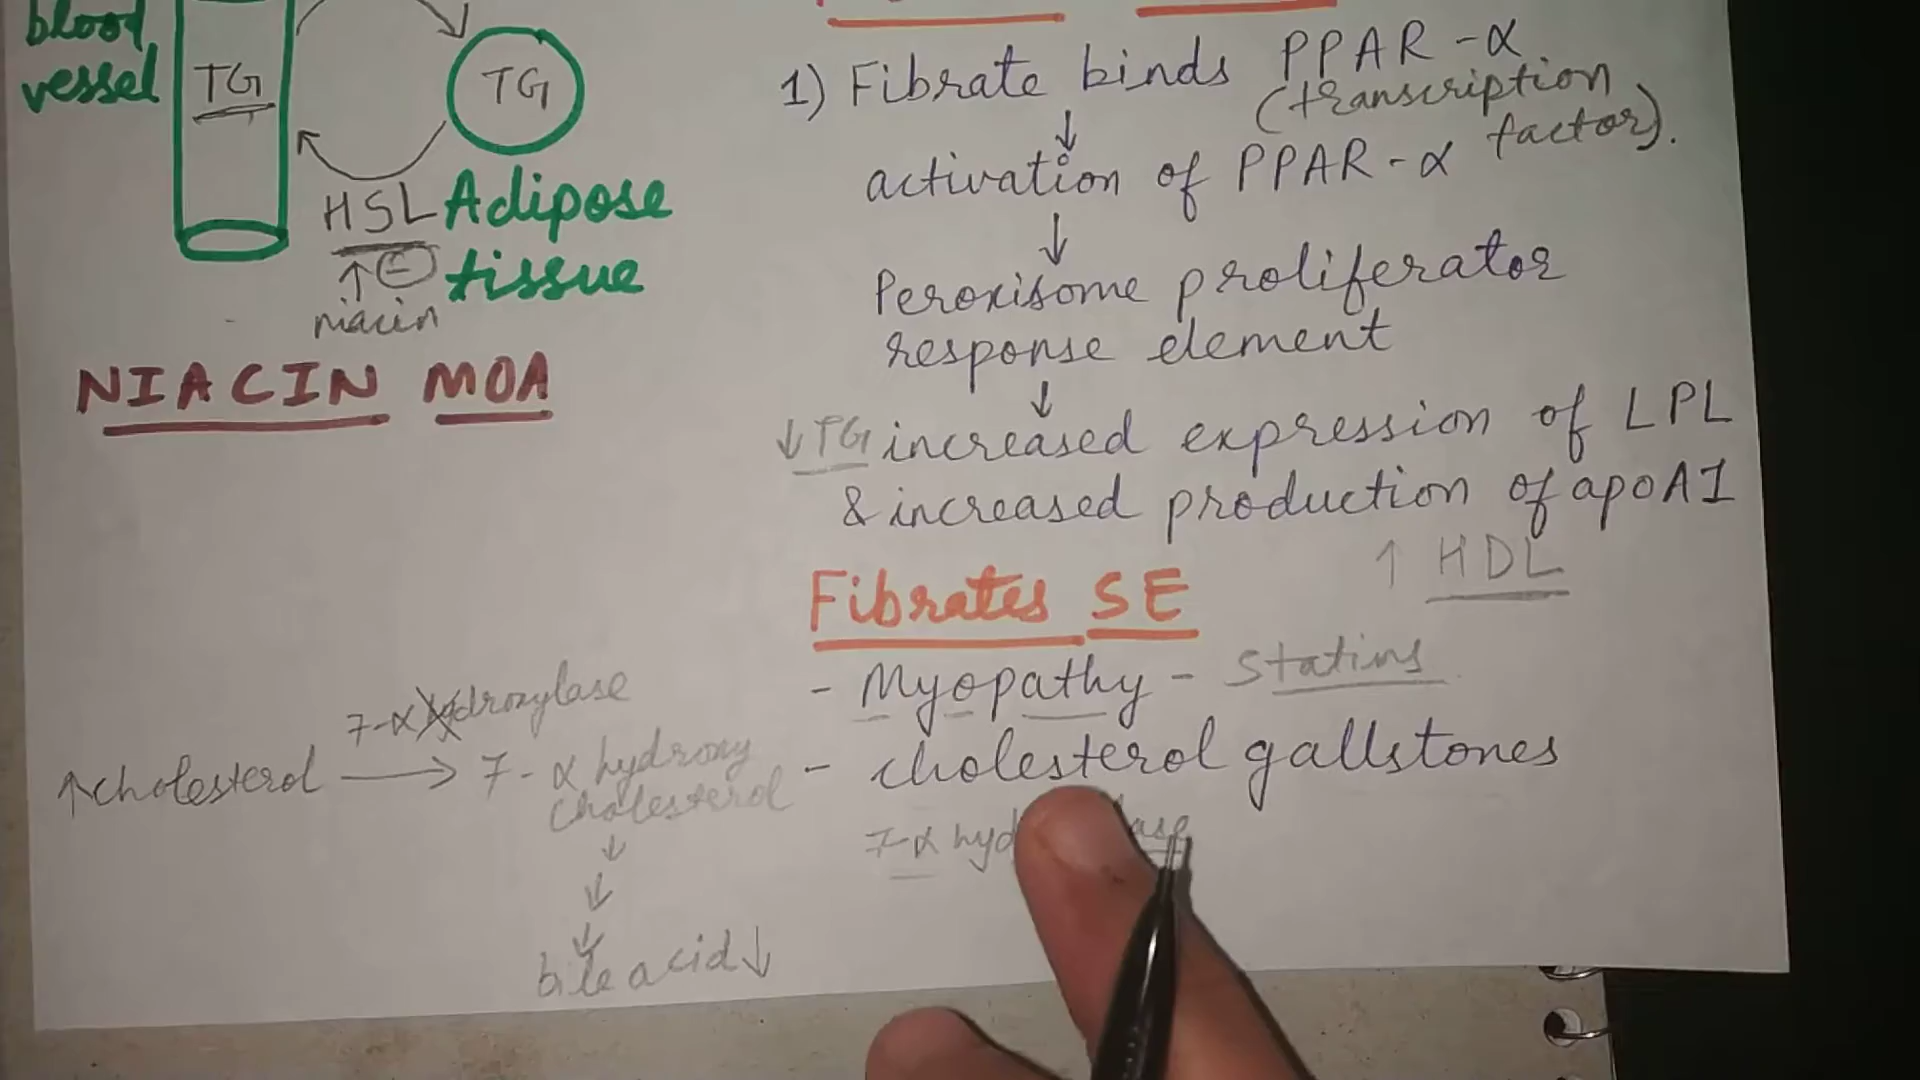 blood
vessel
TG
TG
HSL
Adipose
tissue
↑ ⊖
niacin
NIACIN MOA
1) Fibrate binds PPAR-α
(transcription
factor).
↓
activation of PPAR-α
↓
Peroxisome proliferator
response element
↓
↓TG increased expression of LPL
& increased production of apoA1
↑ HDL
Fibrates SE
- Myopathy - Statins
- cholesterol gallstones
7-α
7-α hydroxylase
↑cholesterol → 7-α hydroxy
cholesterol
↓
↓
↓
bile acid↓